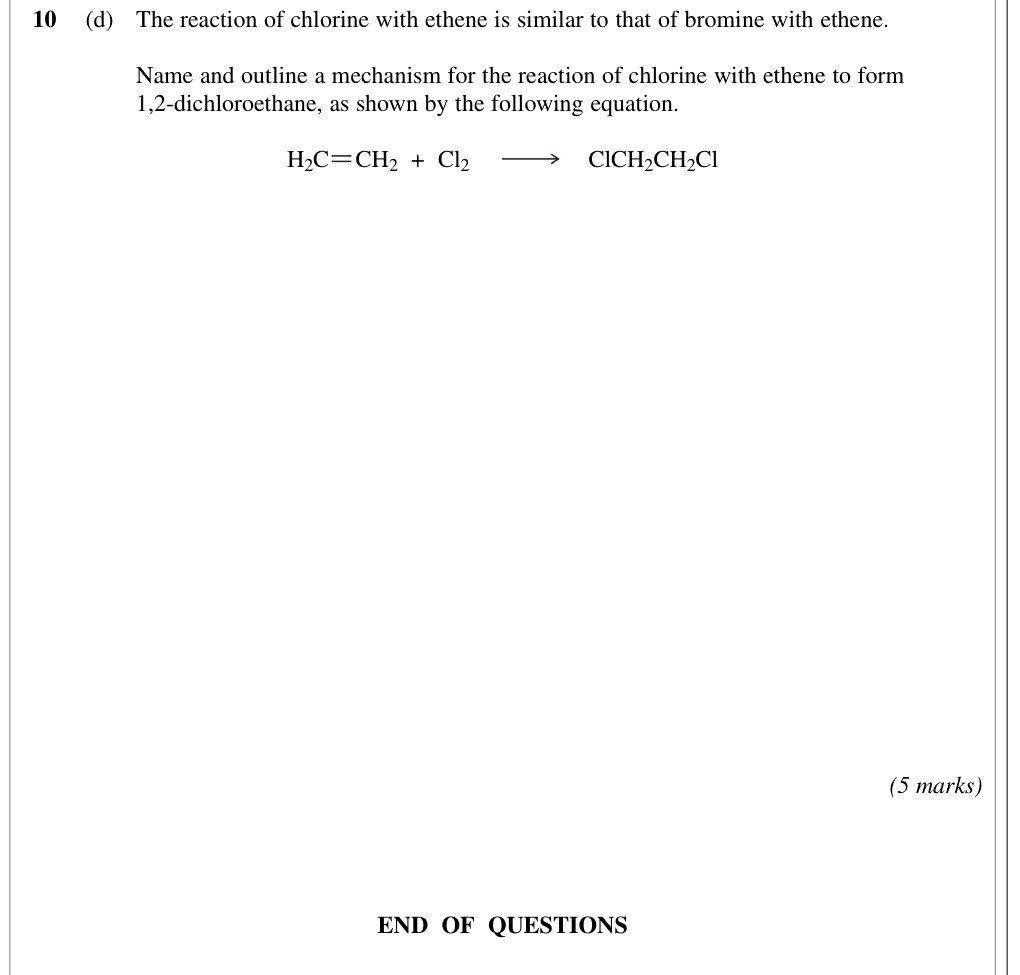 10 (d) The reaction of chlorine with ethene is similar to that of bromine with ethene.
Name and outline a mechanism for the reaction of chlorine with ethene to form
1,2-dichloroethane, as shown by the following equation.
H₂C=CH₂ + Cl₂ ⟶ ClCH₂CH₂Cl
(5 marks)
END OF QUESTIONS